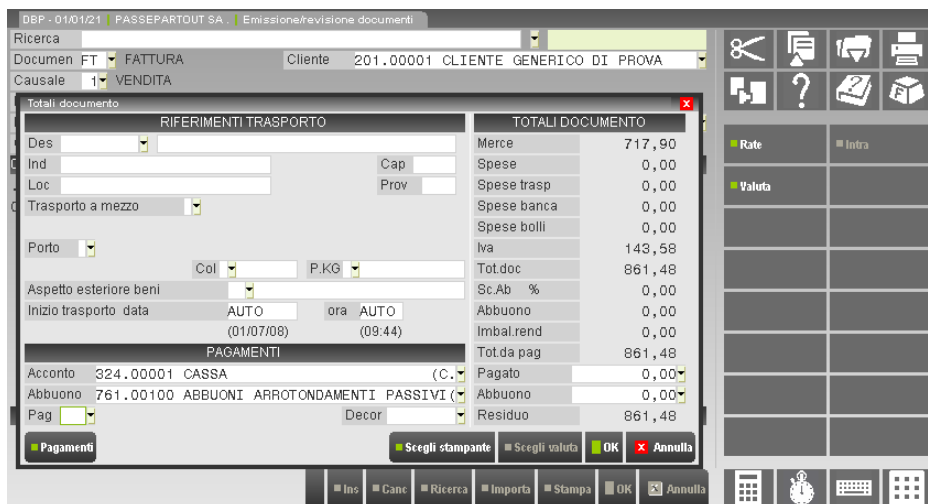 DBP - 01/01/21 | PASSEPARTOUT SA . | Emissione/revisione documenti
Ricerca
Documen FT FATTURA Cliente 201.00001 CLIENTE GENERICO DI PROVA
Causale 1 VENDITA
Totali documento
RIFERIMENTI TRASPORTO TOTALI DOCUMENTO
Des Merce 717,90
Ind Cap Spese 0,00
Loc Prov Spese trasp 0,00
Trasporto a mezzo Spese banca 0,00
Spese bolli 0,00
Porto Iva 143,58
Col P.KG Tot.doc 861,48
Aspetto esteriore beni Sc.Ab % 0,00
Inizio trasporto data AUTO ora AUTO Abbuono 0,00
(01/07/08) (09:44) Imbal.rend 0,00
PAGAMENTI Tot.da pag 861,48
Acconto 324.00001 CASSA (C. Pagato 0,00
Abbuono 761.00100 ABBUONI ARROTONDAMENTI PASSIVI( Abbuono 0,00
Pag Decor Residuo 861,48
Pagamenti Scegli stampante Scegli valuta OK Annulla
Ins Canc Ricerca Importa Stampa OK Annulla
Rate Intra
Valuta